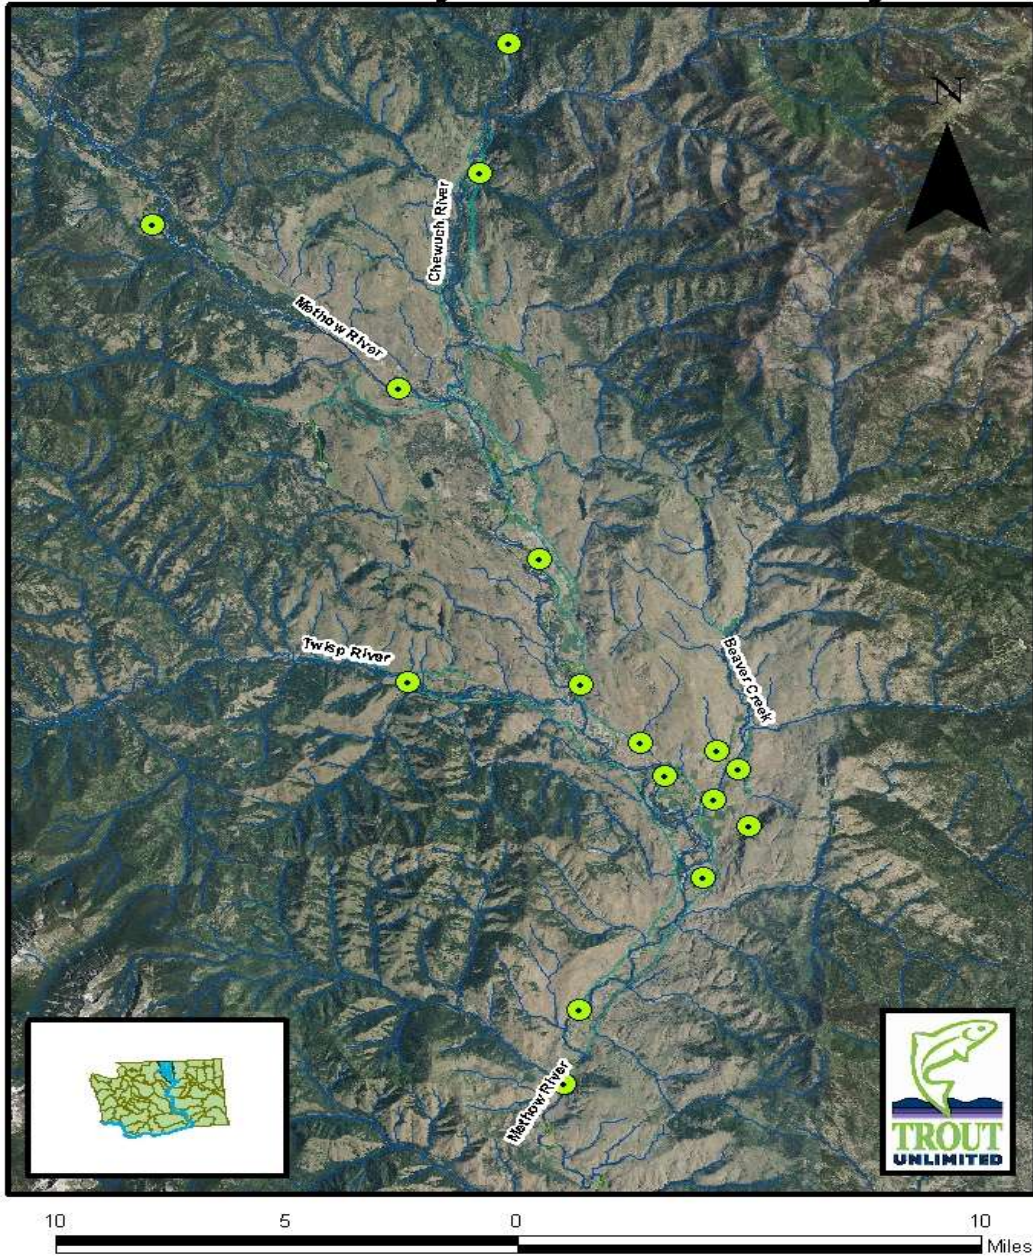 N
Chewuch River
Methow River
Twisp River
Beaver Creek
Methow River
TROUT
UNLIMITED
10 5 0 10
Miles